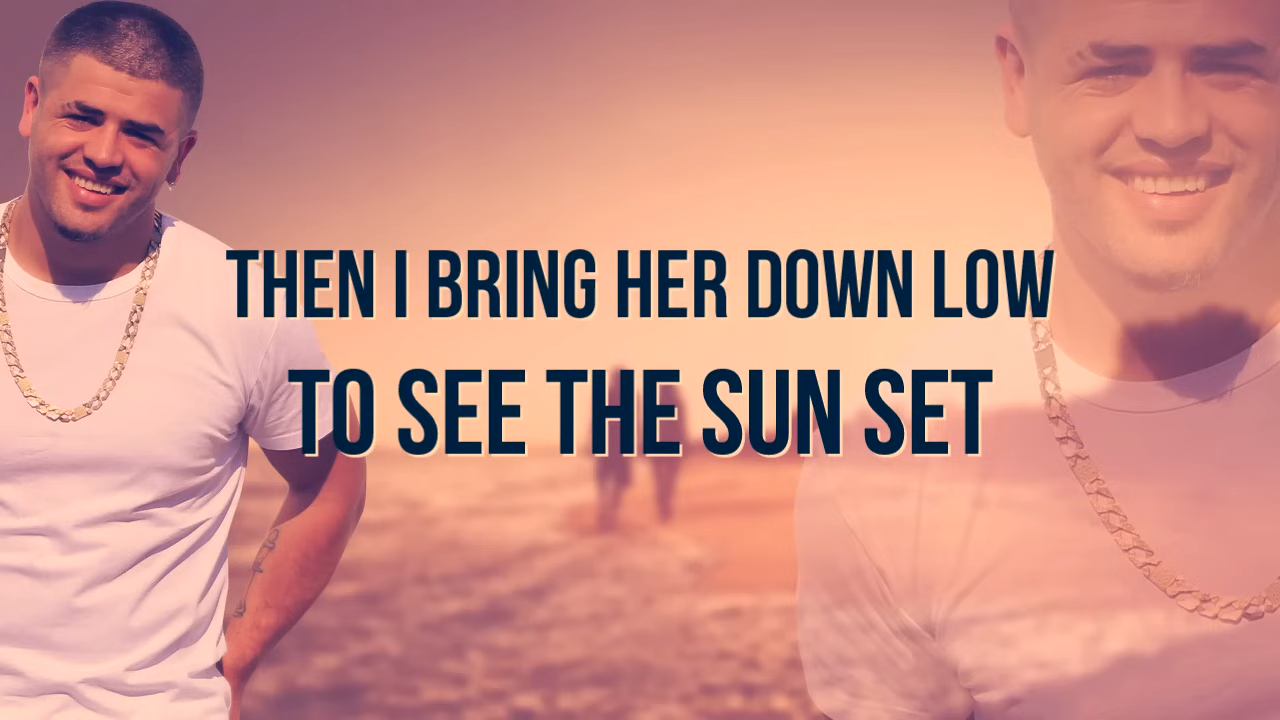 THEN I BRING HER DOWN LOW
TO SEE THE SUN SET